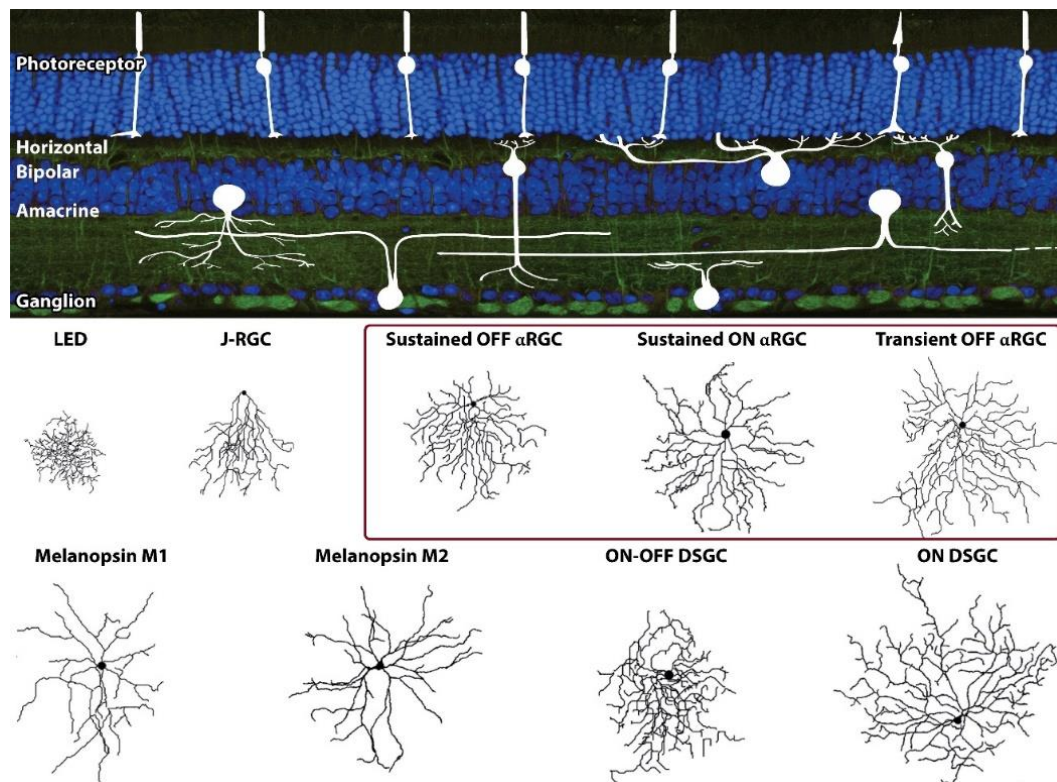 Photoreceptor
Horizontal
Bipolar
Amacrine
Ganglion
LED J-RGC Sustained OFF αRGC Sustained ON αRGC Transient OFF αRGC
Melanopsin M1 Melanopsin M2 ON-OFF DSGC ON DSGC